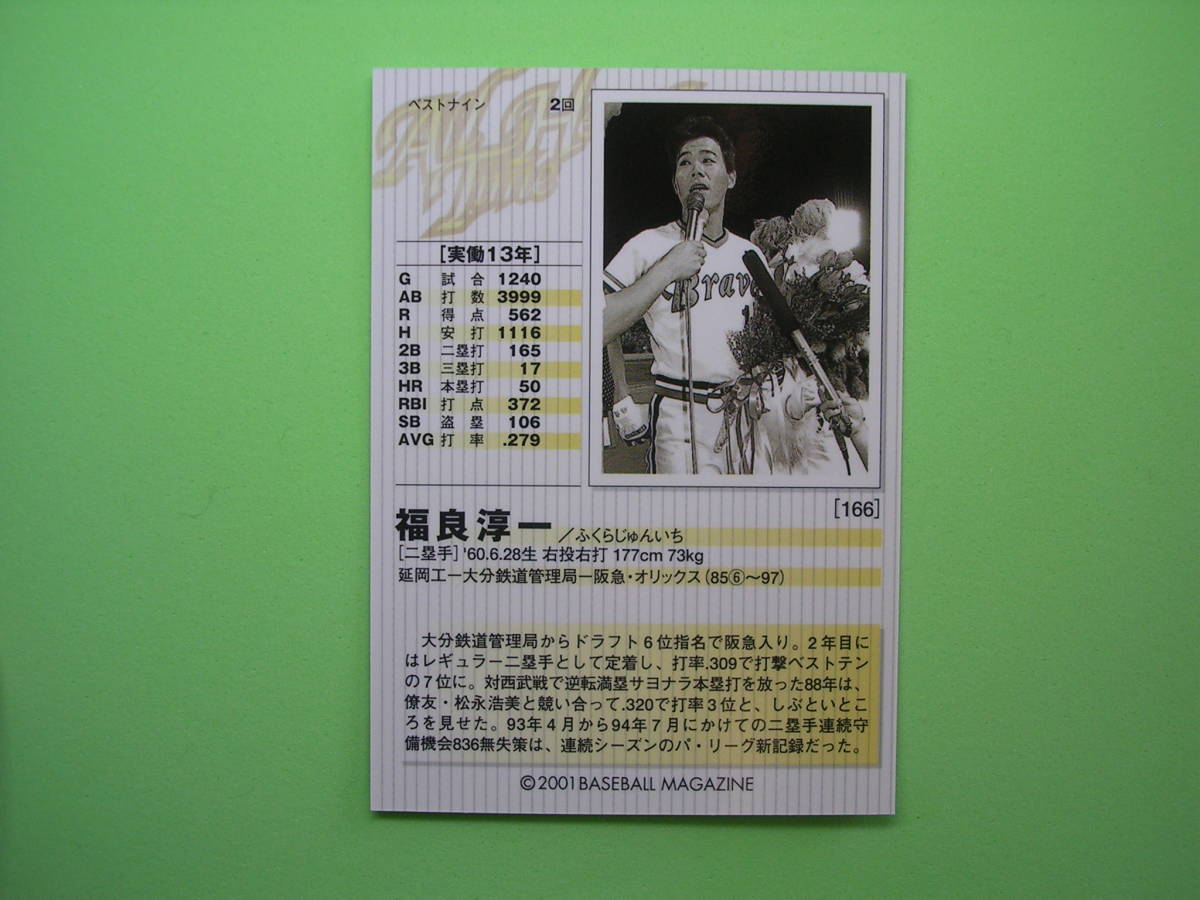 ベストナイン 2回
[実働13年]
G 試合 1240
AB 打数 3999
R 得点 562
H 安打 1116
2B 二塁打 165
3B 三塁打 17
HR 本塁打 50
RBI 打点 372
SB 盗塁 106
AVG 打率 .279
Brave
[166]
福良淳一／ふくらじゅんいち
[二塁手] '60.6.28生 右投右打 177cm 73kg
延岡工ー大分鉄道管理局ー阪急・オリックス(85⑥〜97)
大分鉄道管理局からドラフト6位指名で阪急入り。2年目に
はレギュラー二塁手として定着し、打率.309で打撃ベストテン
の7位に。対西武戦で逆転満塁サヨナラ本塁打を放った88年は、
僚友・松永浩美と競い合って.320で打率3位と、しぶといとこ
ろを見せた。93年4月から94年7月にかけての二塁手連続守
備機会836無失策は、連続シーズンのパ・リーグ新記録だった。
©2001 BASEBALL MAGAZINE